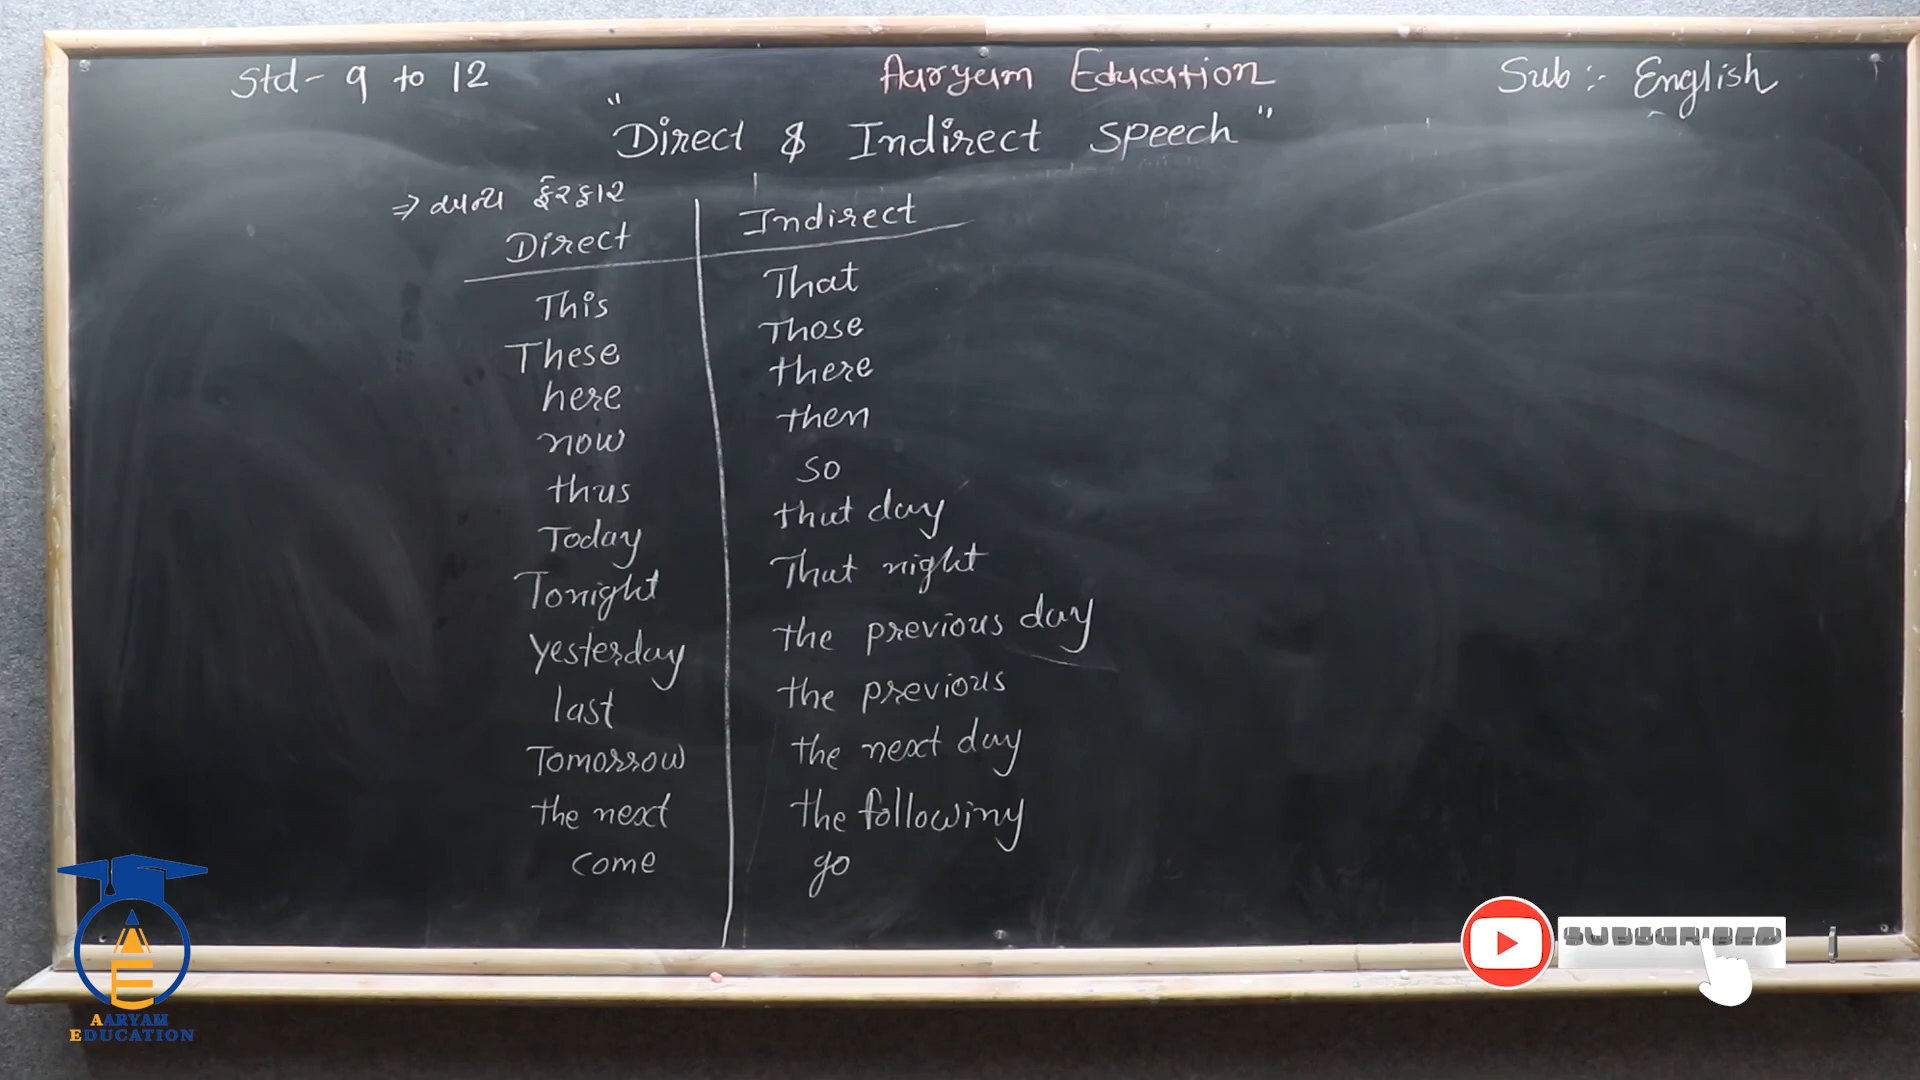 Std- 9 to 12
Aaryam Education
Sub :- English
"Direct & Indirect Speech"
⇒ સામાન્ય ફેરફાર
Direct Indirect
This That
These Those
here there
now then
thus so
Today that day
Tonight That night
yesterday the previous day
last the previous
Tomorrow the next day
the next the following
come go
AARYAM
EDUCATION
SUBSCRIBED